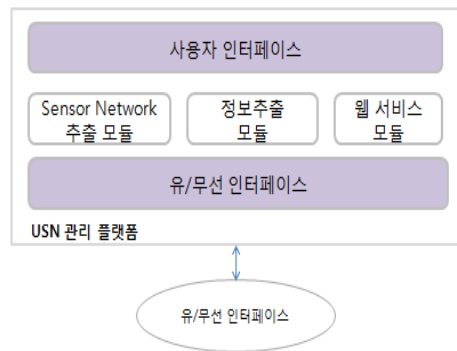 사용자 인터페이스
Sensor Network
추출 모듈
정보추출
모듈
웹 서비스
모듈
유/무선 인터페이스
USN 관리 플랫폼
유/무선 인터페이스